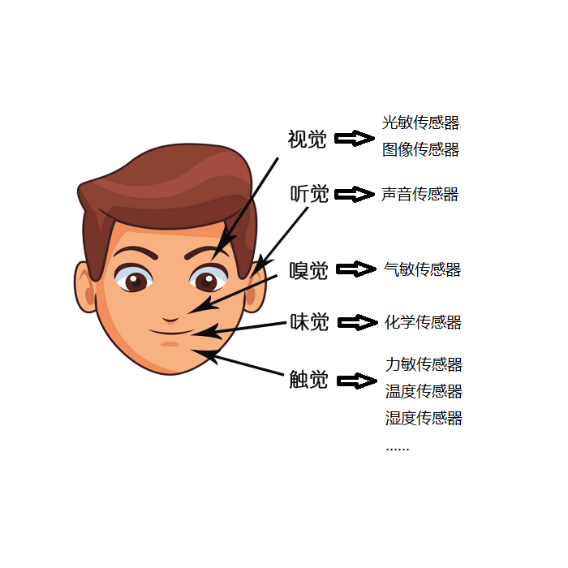 视觉
光敏传感器
图像传感器
听觉
声音传感器
嗅觉
气敏传感器
味觉
化学传感器
触觉
力敏传感器
温度传感器
湿度传感器
......